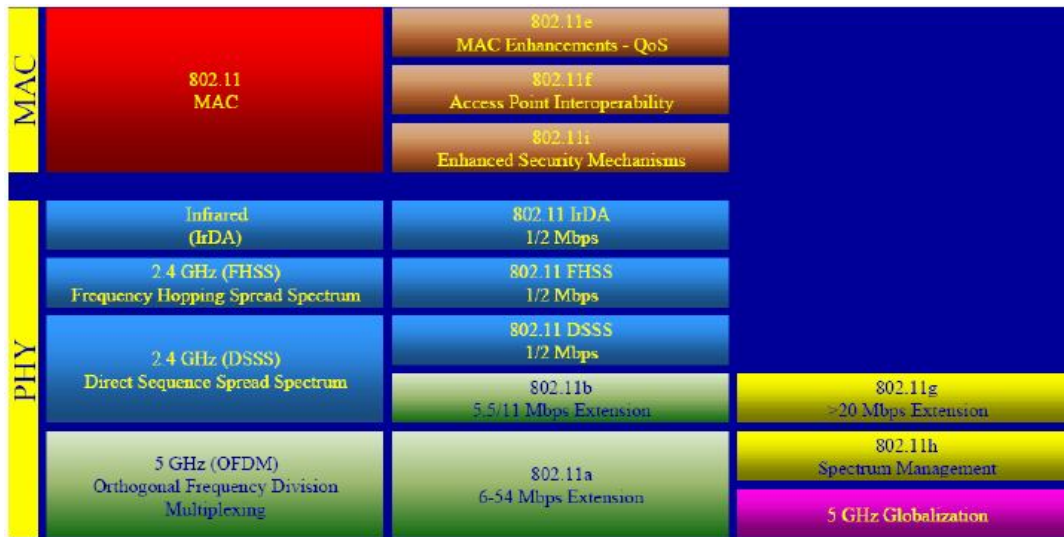 MAC
802.11
MAC
802.11e
MAC Enhancements - QoS
802.11f
Access Point Interoperability
802.11i
Enhanced Security Mechanisms
PHY
Infrared
(IrDA)
802.11 IrDA
1/2 Mbps
2.4 GHz (FHSS)
Frequency Hopping Spread Spectrum
802.11 FHSS
1/2 Mbps
2.4 GHz (DSSS)
Direct Sequence Spread Spectrum
802.11 DSSS
1/2 Mbps
802.11b
5.5/11 Mbps Extension
802.11g
>20 Mbps Extension
5 GHz (OFDM)
Orthogonal Frequency Division
Multiplexing
802.11a
6-54 Mbps Extension
802.11h
Spectrum Management
5 GHz Globalization